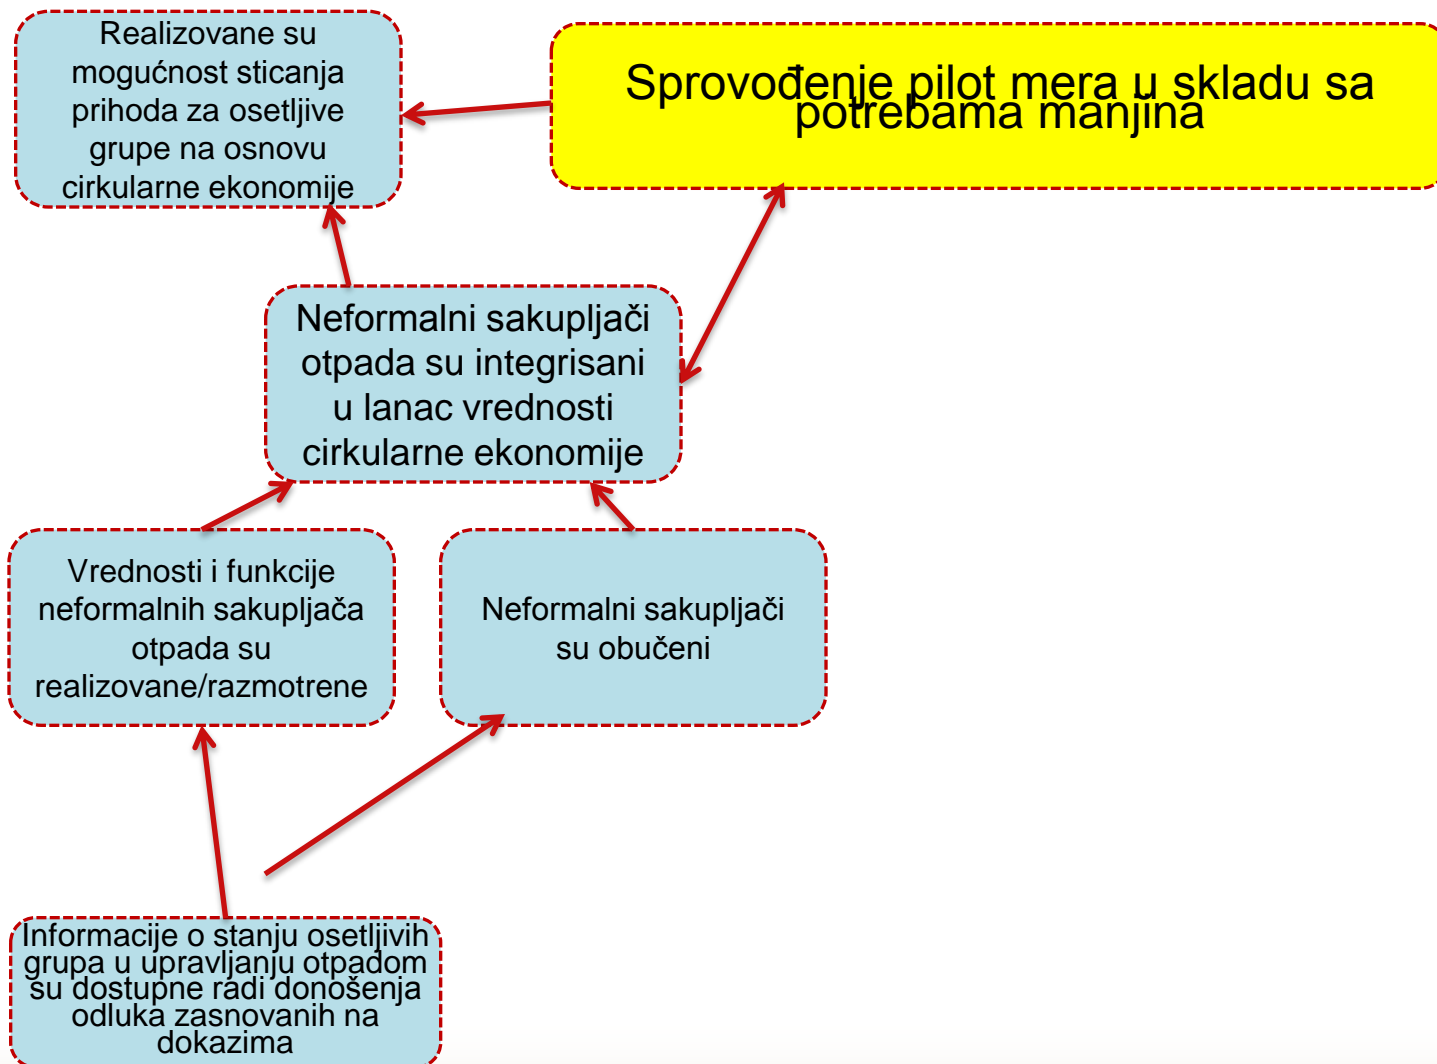 Realizovane su
mogućnost sticanja
prihoda za osetljive
grupe na osnovu
cirkularne ekonomije
Sprovođenje pilot mera u skladu sa
potrebama manjina
Neformalni sakupljači
otpada su integrisani
u lanac vrednosti
cirkularne ekonomije
Vrednosti i funkcije
neformalnih sakupljača
otpada su
realizovane/razmotrene
Neformalni sakupljači
su obučeni
Informacije o stanju osetljivih
grupa u upravljanju otpadom
su dostupne radi donošenja
odluka zasnovanih na
dokazima